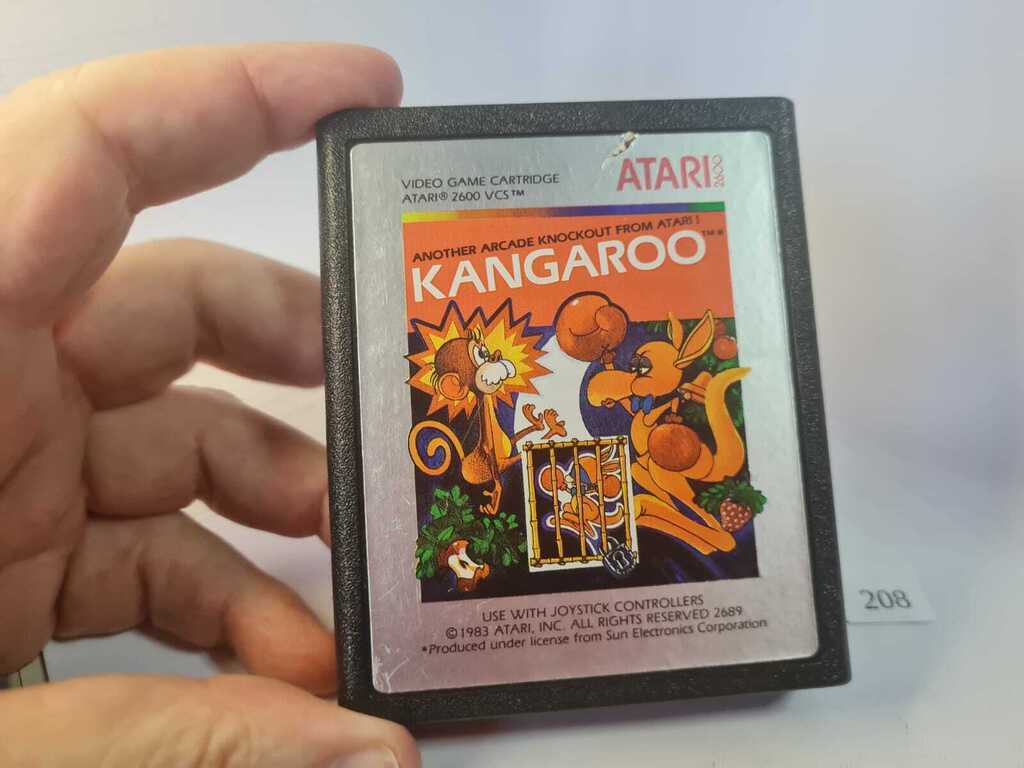 VIDEO GAME CARTRIDGE
ATARI® 2600 VCS™
ATARI 2600
ANOTHER ARCADE KNOCKOUT FROM ATARI!
KANGAROO™*
USE WITH JOYSTICK CONTROLLERS
©1983 ATARI, INC. ALL RIGHTS RESERVED 2689
*Produced under license from Sun Electronics Corporation
208